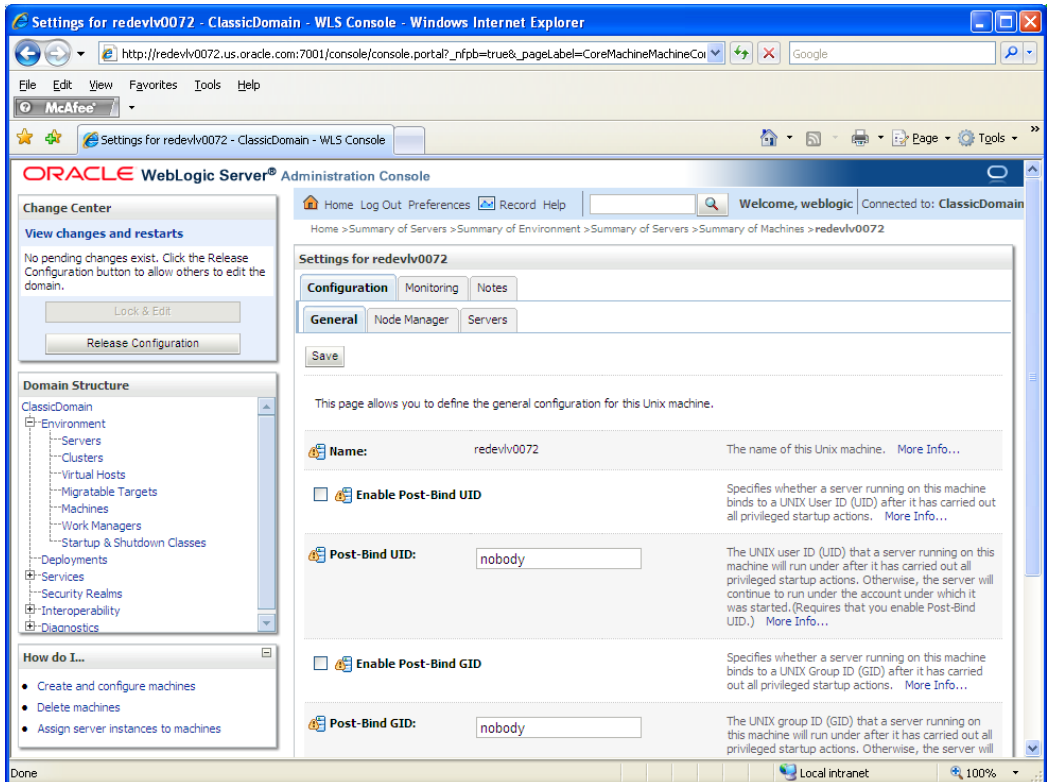 Settings for redevlv0072 - ClassicDomain - WLS Console - Windows Internet Explorer
http://redevlv0072.us.oracle.com:7001/console/console.portal?_nfpb=true&_pageLabel=CoreMachineMachineCor
Google
File Edit View Favorites Tools Help
McAfee
Settings for redevlv0072 - ClassicDomain - WLS Console
Page Tools
ORACLE WebLogic Server® Administration Console
Change Center
View changes and restarts
No pending changes exist. Click the Release
Configuration button to allow others to edit the
domain.
Lock & Edit
Release Configuration
Domain Structure
ClassicDomain
Environment
Servers
Clusters
Virtual Hosts
Migratable Targets
Machines
Work Managers
Startup & Shutdown Classes
Deployments
Services
Security Realms
Interoperability
Diagnostics
How do I...
Create and configure machines
Delete machines
Assign server instances to machines
Home Log Out Preferences Record Help
Welcome, weblogic Connected to: ClassicDomain
Home >Summary of Servers >Summary of Environment >Summary of Servers >Summary of Machines >redevlv0072
Settings for redevlv0072
Configuration Monitoring Notes
General Node Manager Servers
Save
This page allows you to define the general configuration for this Unix machine.
Name: redevlv0072
The name of this Unix machine. More Info...
Enable Post-Bind UID
Specifies whether a server running on this machine
binds to a UNIX User ID (UID) after it has carried out
all privileged startup actions. More Info...
Post-Bind UID: nobody
The UNIX user ID (UID) that a server running on this
machine will run under after it has carried out all
privileged startup actions. Otherwise, the server will
continue to run under the account under which it
was started.(Requires that you enable Post-Bind
UID.) More Info...
Enable Post-Bind GID
Specifies whether a server running on this machine
binds to a UNIX Group ID (GID) after it has carried
out all privileged startup actions. More Info...
Post-Bind GID: nobody
The UNIX group ID (GID) that a server running on
this machine will run under after it has carried out all
privileged startup actions. Otherwise, the server will
Done
Local intranet
100%